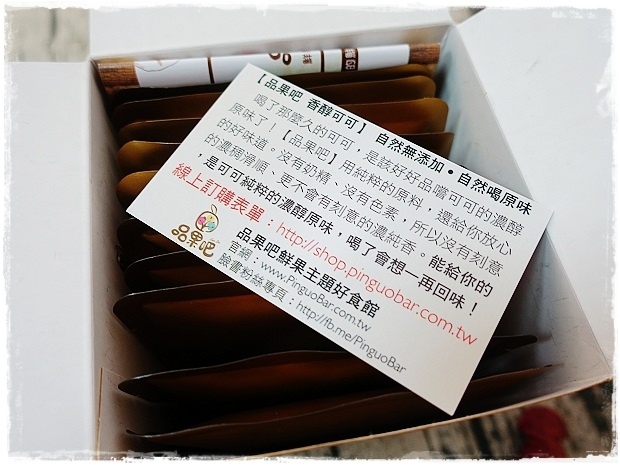 【品果吧 香醇可可】 自然無添加•自然喝原味
喝了那麼久的可可，是該好好品嚐可可的濃醇
原味了！【品果吧】用純粹的原料，還給你放心
的好味道。沒有奶精、沒有色素，所以沒有刻意
的濃稠滑順、更不會有刻意的濃純香。能給你的
，是可可純粹的濃醇原味，喝了會想一再回味！
線上訂購表單：http://shop.pinguobar.com.tw
品果吧
品果吧鮮果主題好食館
官網：www.PinguoBar.com.tw
臉書粉絲專頁：http://fb.me/PinguoBar